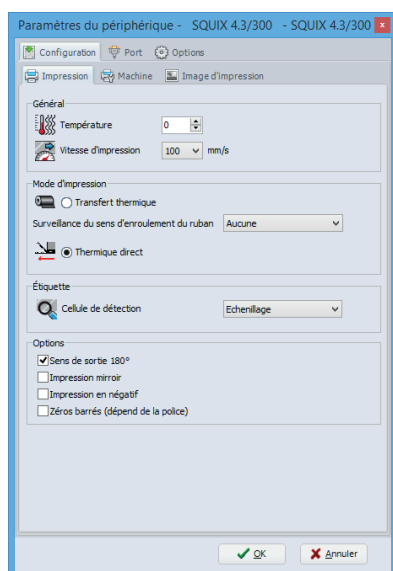 Paramètres du périphérique - SQUIX 4.3/300 - SQUIX 4.3/300
Configuration Port Options
Impression Machine Image d'impression
Général
Température 0
Vitesse d'impression 100 mm/s
Mode d'impression
Transfert thermique
Surveillance du sens d'enroulement du ruban Aucune
Thermique direct
Étiquette
Cellule de détection Echenillage
Options
Sens de sortie 180°
Impression mirroir
Impression en négatif
Zéros barrés (dépend de la police)
OK Annuler